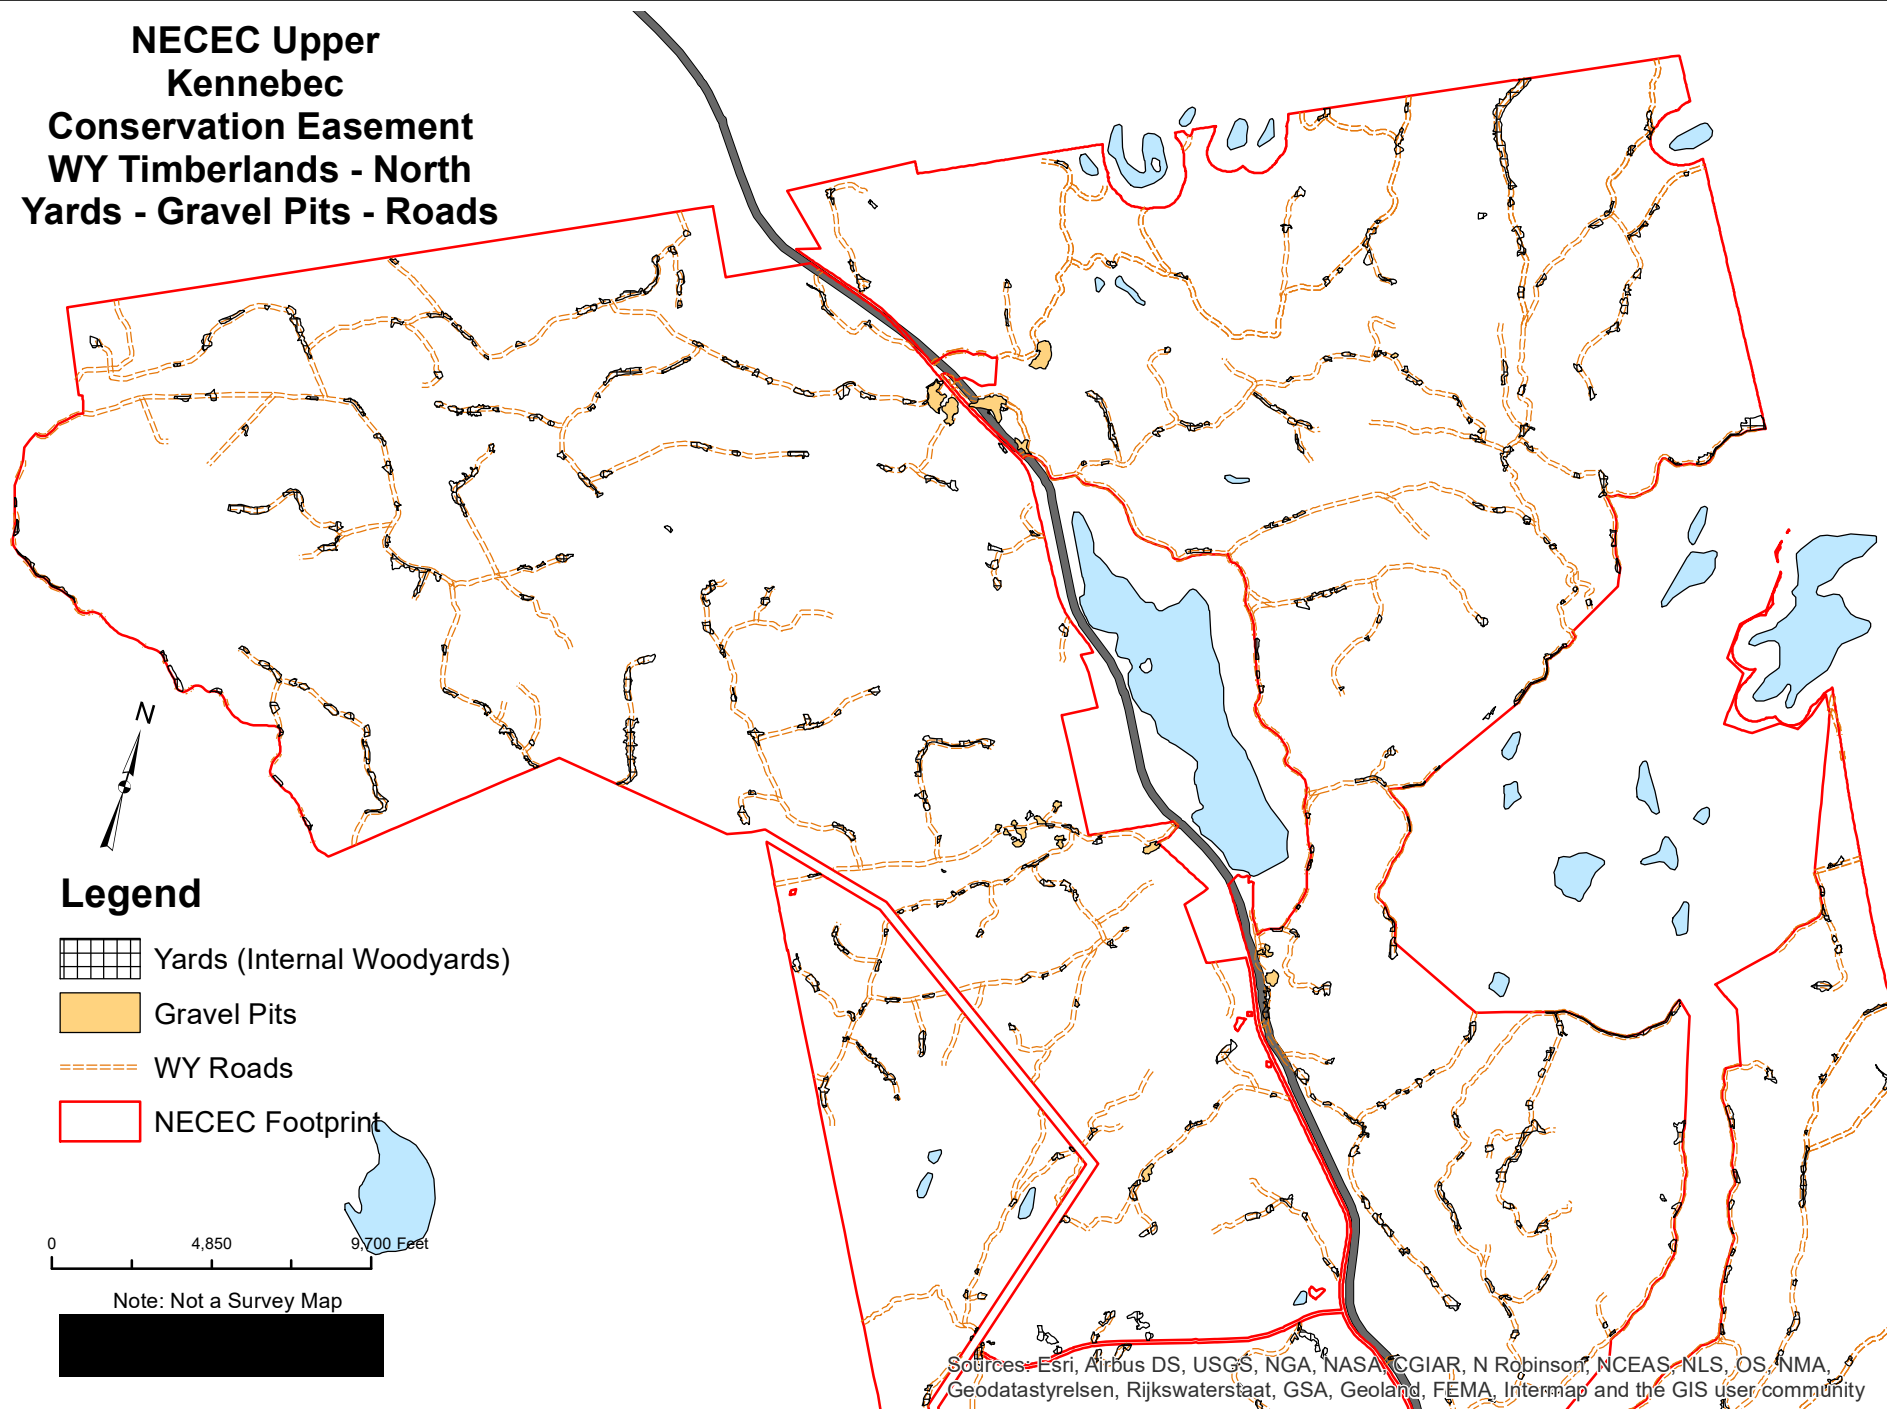 NECEC Upper
Kennebec
Conservation Easement
WY Timberlands - North
Yards - Gravel Pits - Roads
N
Legend
Yards (Internal Woodyards)
Gravel Pits
WY Roads
NECEC Footprint
0 4,850 9,700 Feet
Note: Not a Survey Map
Sources: Esri, Airbus DS, USGS, NGA, NASA, CGIAR, N Robinson, NCEAS, NLS, OS, NMA,
Geodatastyrelsen, Rijkswaterstaat, GSA, Geoland, FEMA, Intermap and the GIS user community